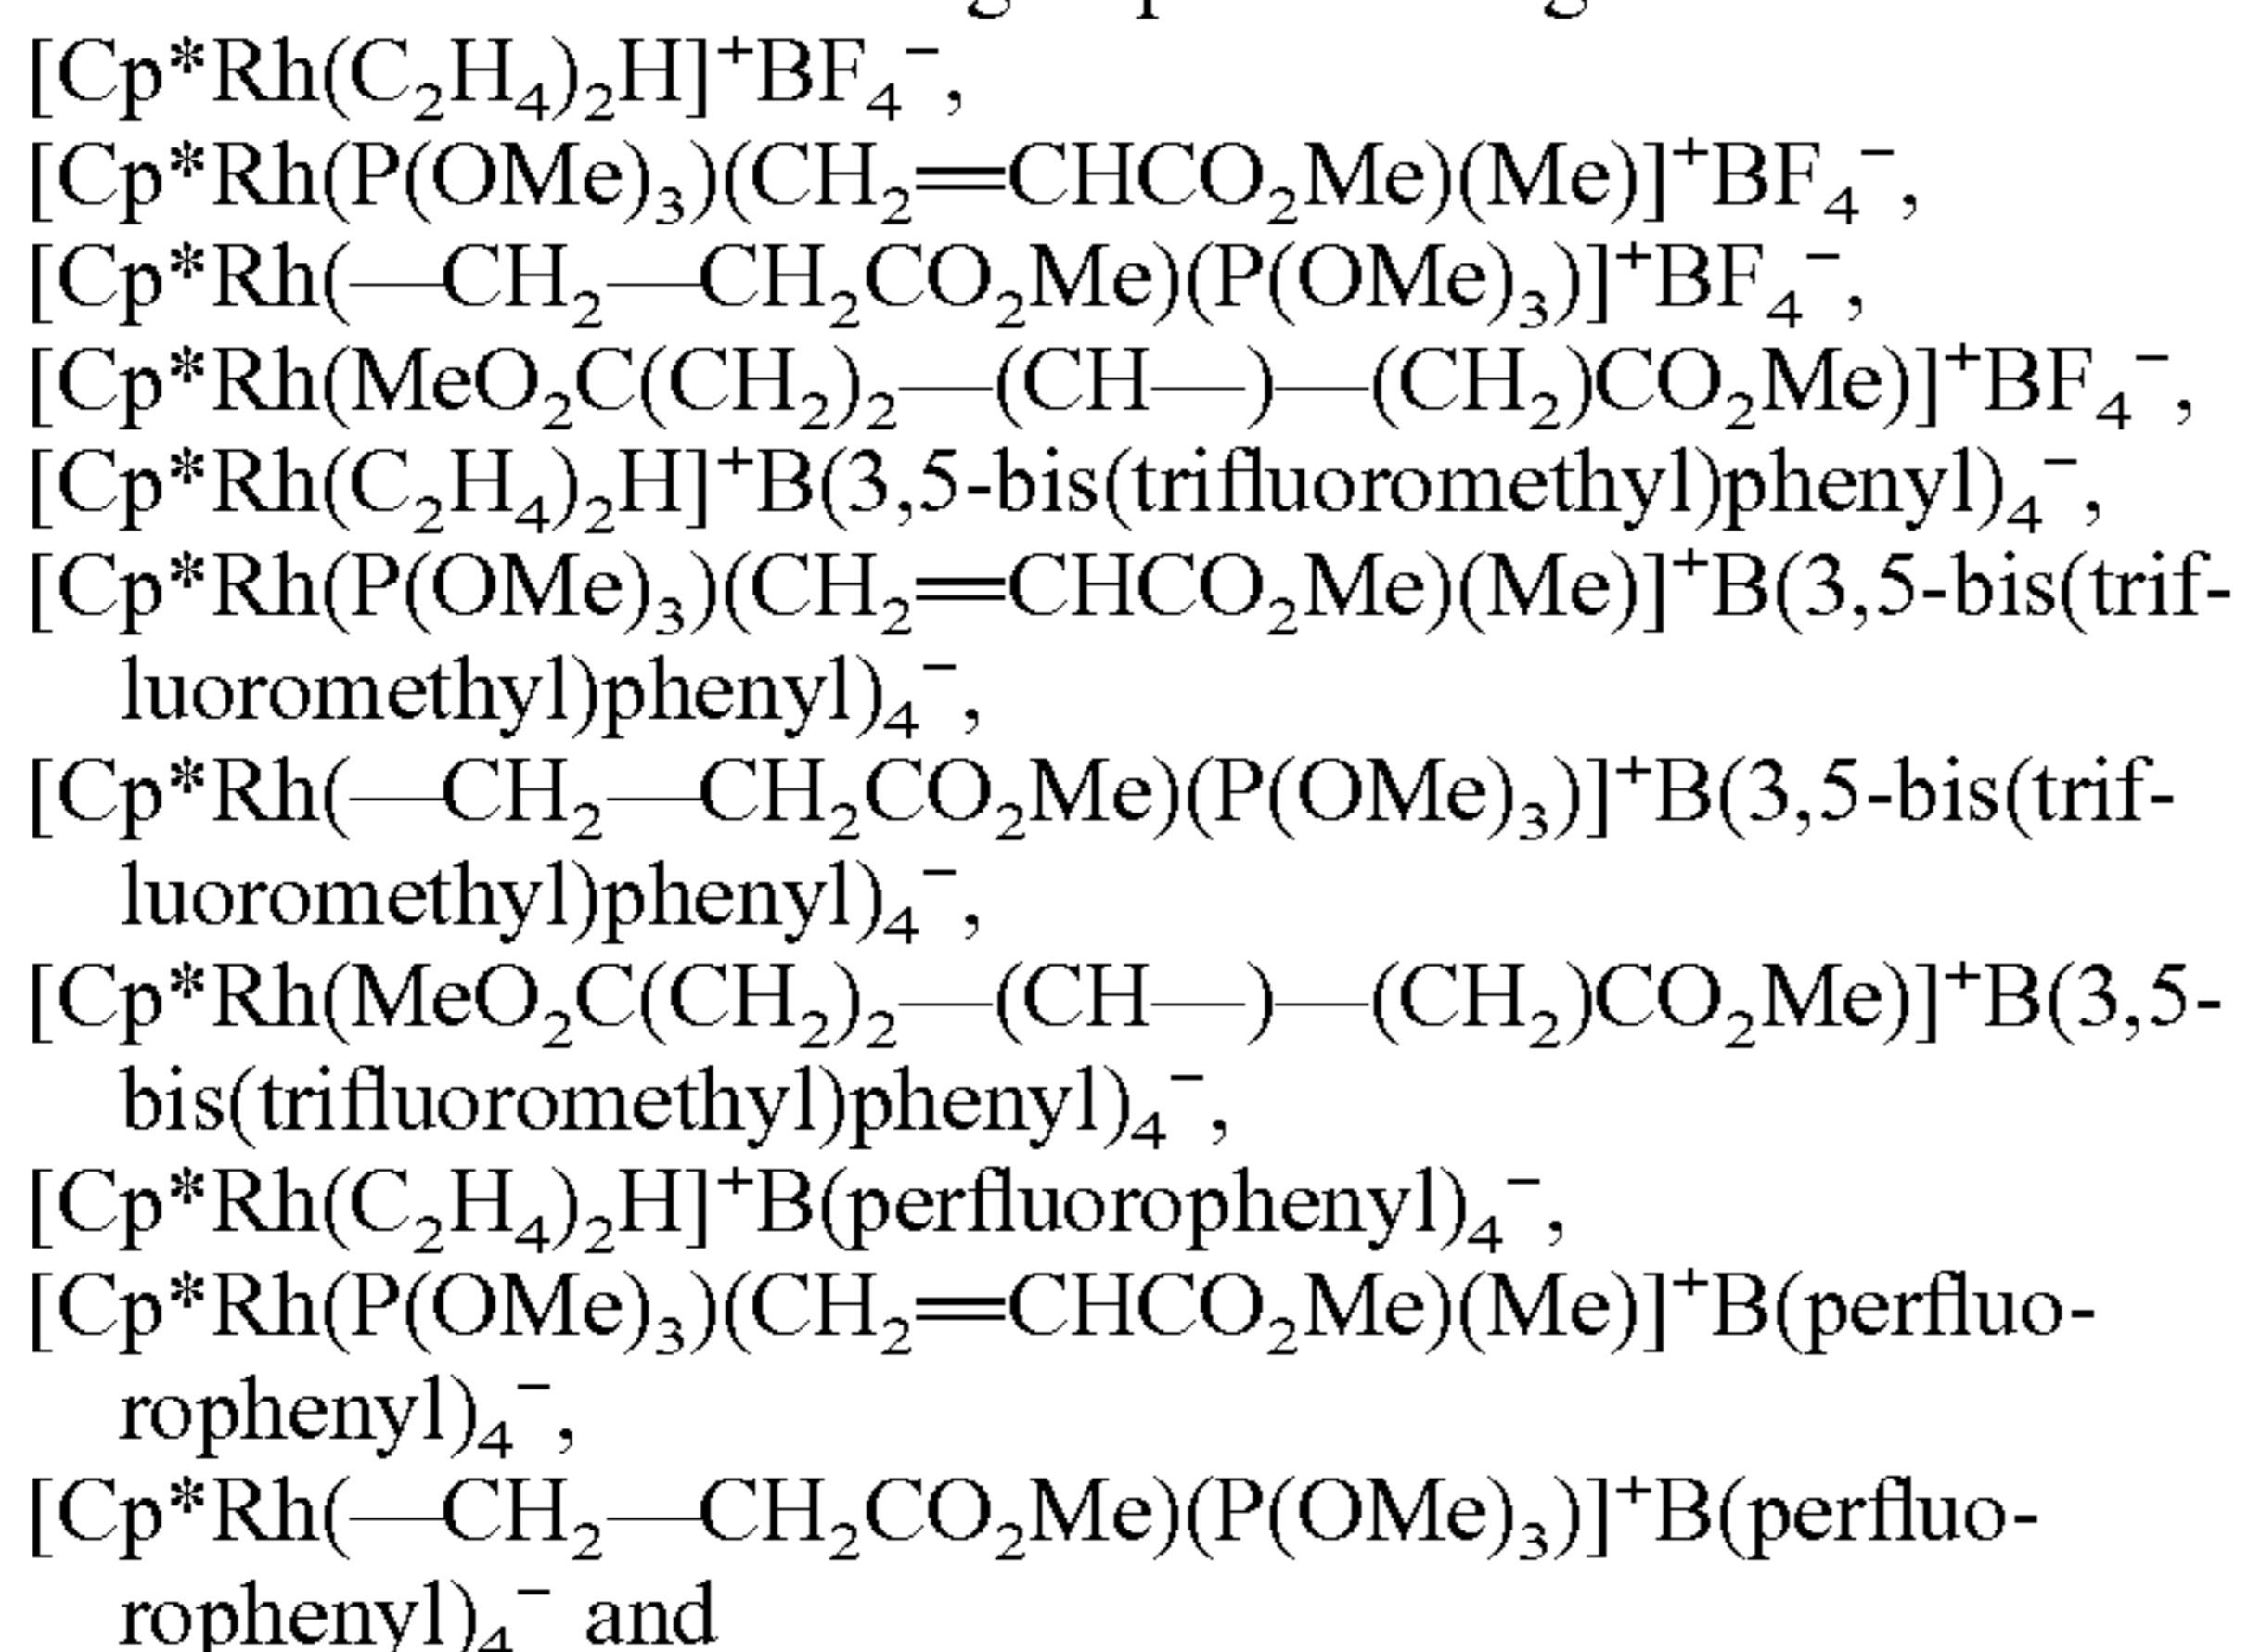 [Cp*Rh(C₂H₄)₂H]⁺BF₄⁻,
[Cp*Rh(P(OMe)₃)(CH₂═CHCO₂Me)(Me)]⁺BF₄⁻,
[Cp*Rh(—CH₂—CH₂CO₂Me)(P(OMe)₃)]⁺BF₄⁻,
[Cp*Rh(MeO₂C(CH₂)₂—(CH—)—(CH₂)CO₂Me)]⁺BF₄⁻,
[Cp*Rh(C₂H₄)₂H]⁺B(3,5-bis(trifluoromethyl)phenyl)₄⁻,
[Cp*Rh(P(OMe)₃)(CH₂═CHCO₂Me)(Me)]⁺B(3,5-bis(trif-
luoromethyl)phenyl)₄⁻,
[Cp*Rh(—CH₂—CH₂CO₂Me)(P(OMe)₃)]⁺B(3,5-bis(trif-
luoromethyl)phenyl)₄⁻,
[Cp*Rh(MeO₂C(CH₂)₂—(CH—)—(CH₂)CO₂Me)]⁺B(3,5-
bis(trifluoromethyl)phenyl)₄⁻,
[Cp*Rh(C₂H₄)₂H]⁺B(perfluorophenyl)₄⁻,
[Cp*Rh(P(OMe)₃)(CH₂═CHCO₂Me)(Me)]⁺B(perfluo-
rophenyl)₄⁻,
[Cp*Rh(—CH₂—CH₂CO₂Me)(P(OMe)₃)]⁺B(perfluo-
rophenyl)₄⁻ and